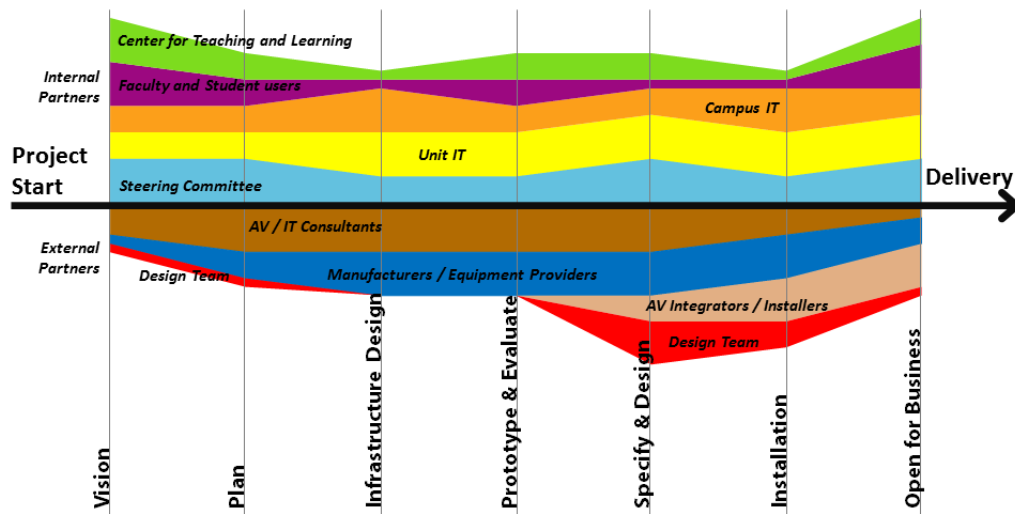 Center for Teaching and Learning
Internal
Partners
Faculty and Student users
Campus IT
Unit IT
Project
Start
Steering Committee
Delivery
AV / IT Consultants
External
Partners
Design Team
Manufacturers / Equipment Providers
AV Integrators / Installers
Design Team
Vision
Plan
Infrastructure Design
Prototype & Evaluate
Specify & Design
Installation
Open for Business